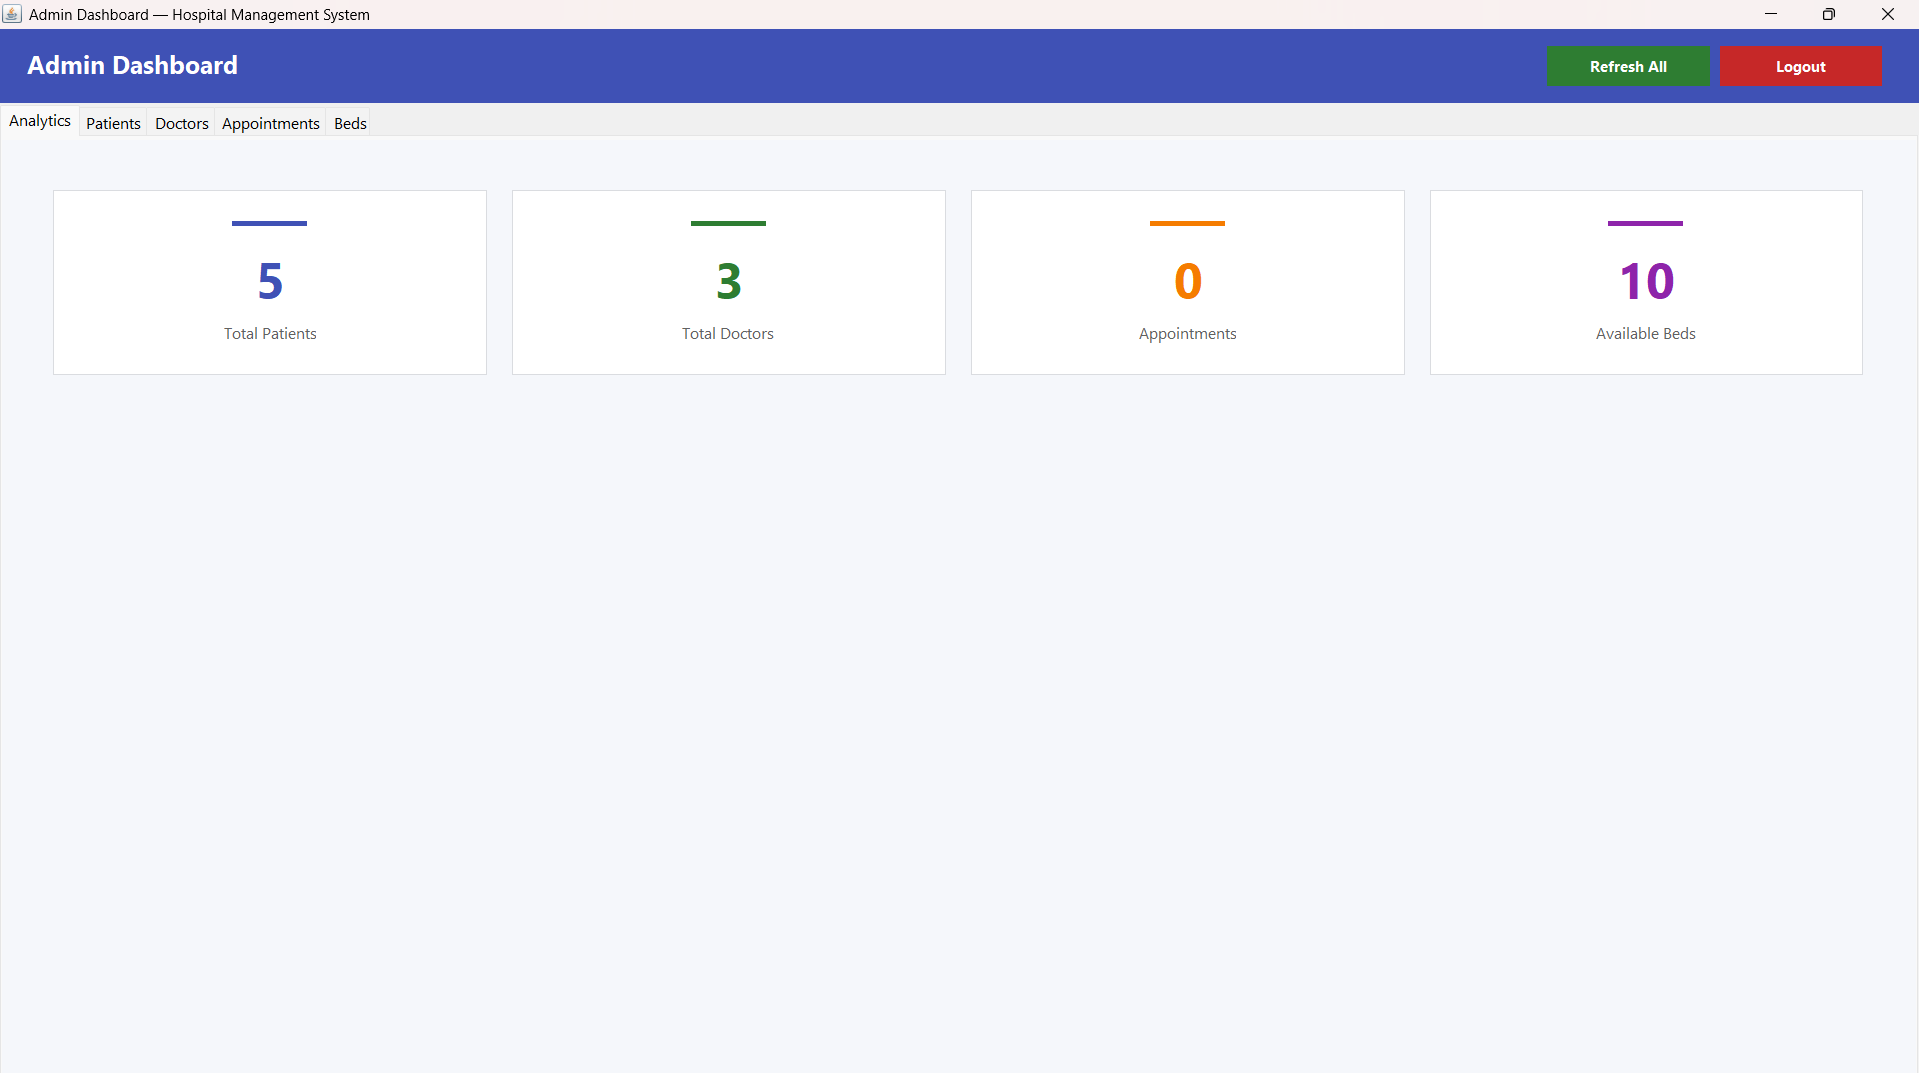 Admin Dashboard — Hospital Management System
Admin Dashboard
Refresh All
Logout
Analytics
Patients
Doctors
Appointments
Beds
5
Total Patients
3
Total Doctors
0
Appointments
10
Available Beds